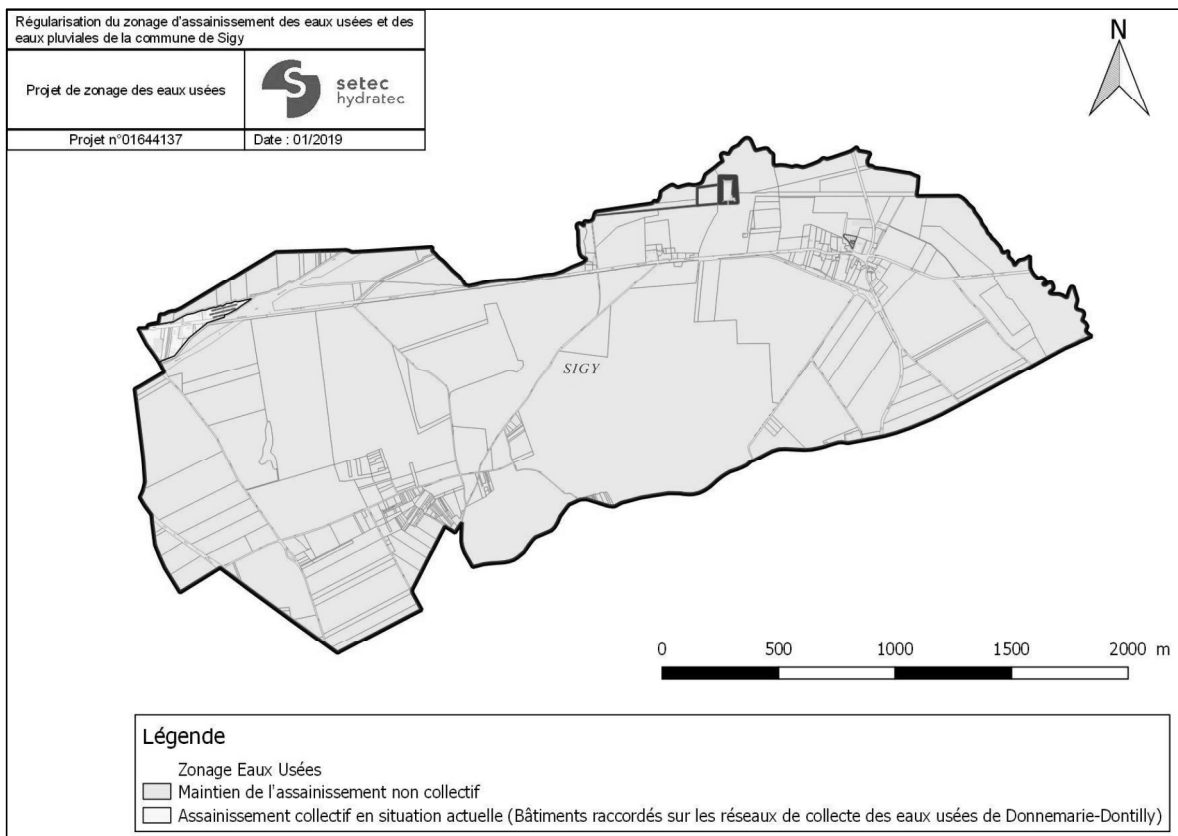 Régularisation du zonage d'assainissement des eaux usées et des
eaux pluviales de la commune de Sigy
Projet de zonage des eaux usées
S setec
hydratec
Projet n°01644137
Date : 01/2019
N
SIGY
0 500 1000 1500 2000 m
Légende
Zonage Eaux Usées
Maintien de l'assainissement non collectif
Assainissement collectif en situation actuelle (Bâtiments raccordés sur les réseaux de collecte des eaux usées de Donnemarie-Dontilly)